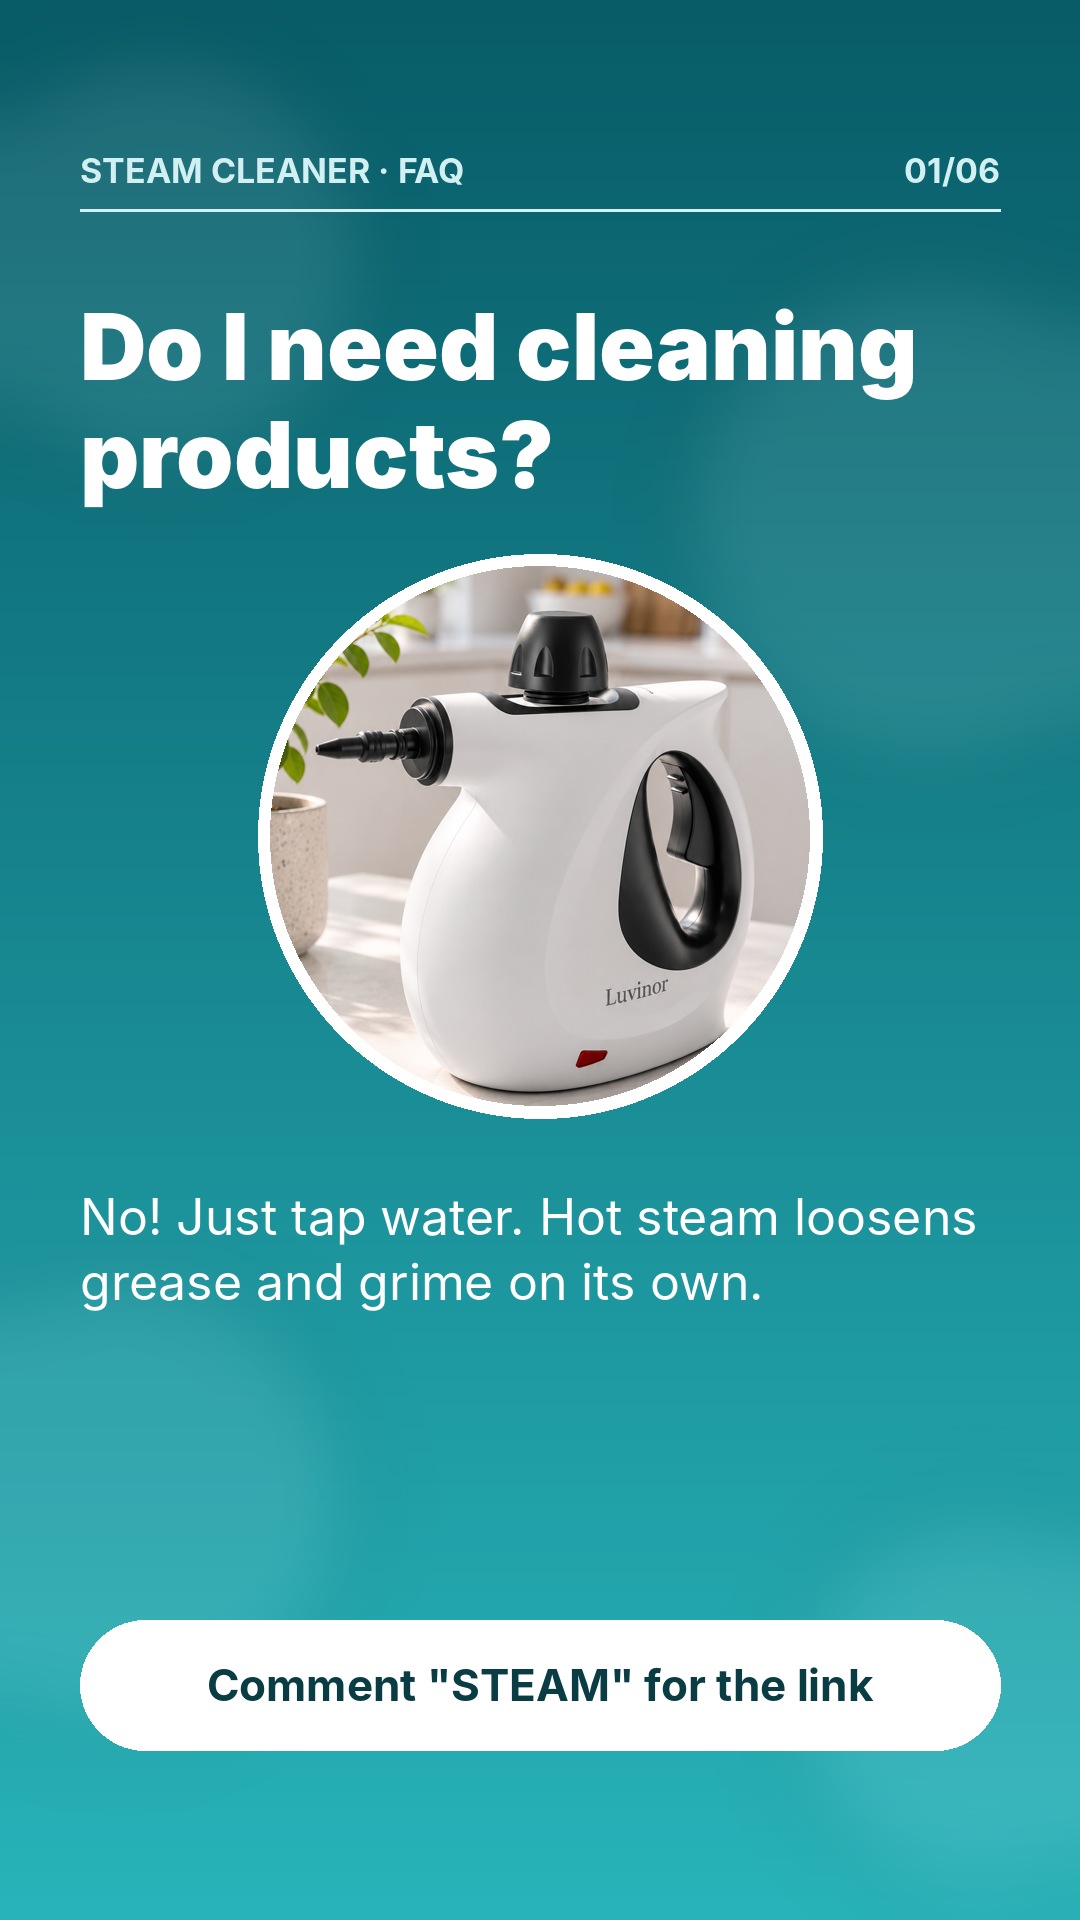 STEAM CLEANER · FAQ
01/06
Do I need cleaning
products?
Luvinor
No! Just tap water. Hot steam loosens
grease and grime on its own.
Comment "STEAM" for the link